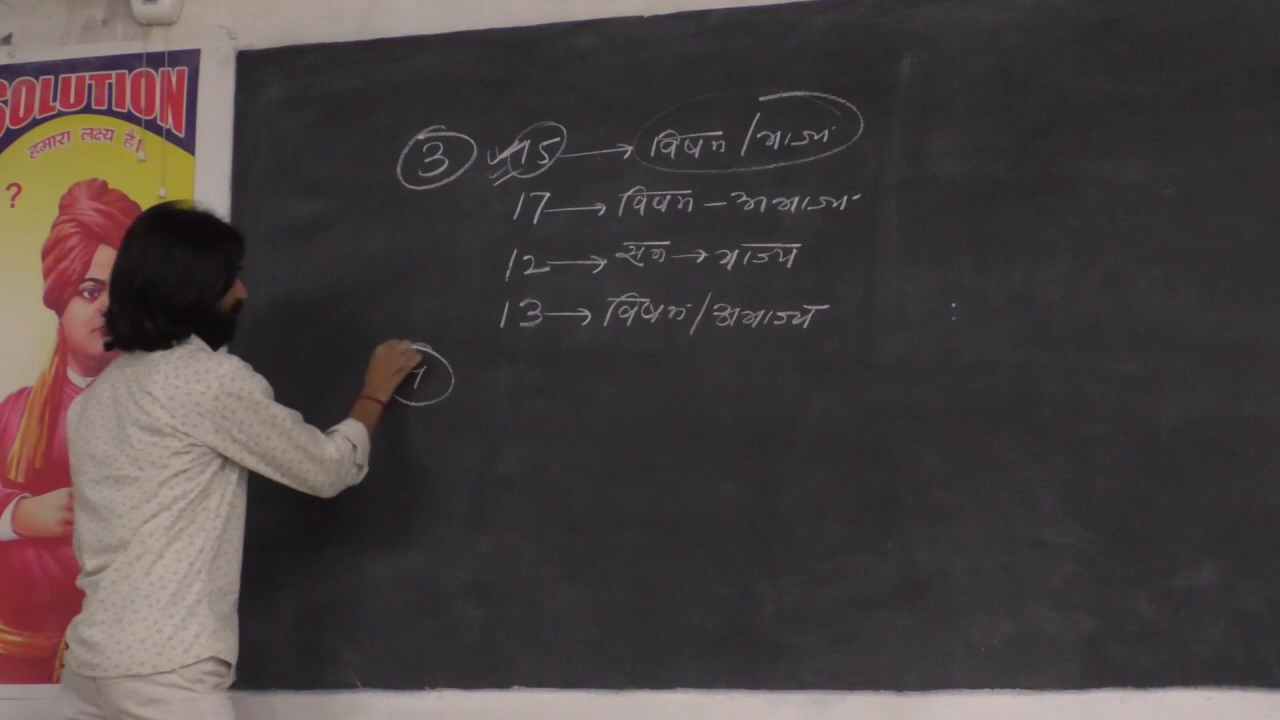 SOLUTION
हमारा लक्ष्य है।
?
3 15 → विषम / भाज्य
17 → विषम – अभाज्य
12 → सम → भाज्य
13 → विषम / अभाज्य